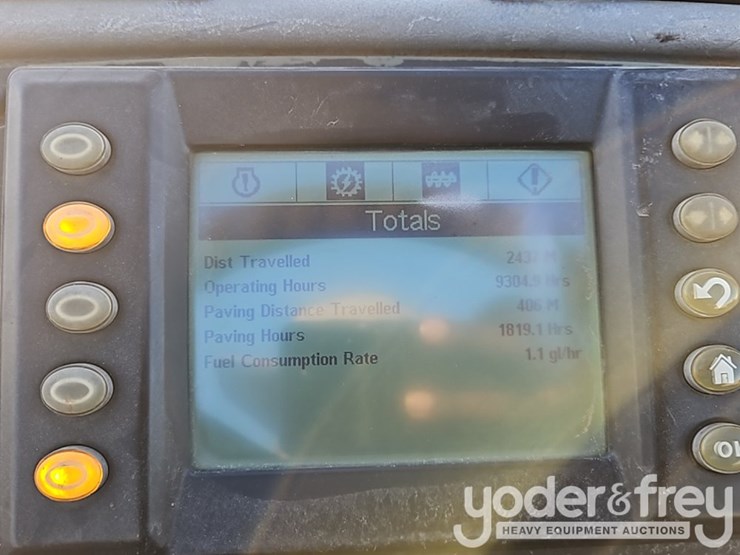 Totals
Dist Travelled M
Operating Hours 9304.9 Hrs
Paving Distance Travelled 406 M
Paving Hours 1819.1 Hrs
Fuel Consumption Rate 1.1 gl/hr
yoder&frey
HEAVY EQUIPMENT AUCTIONS